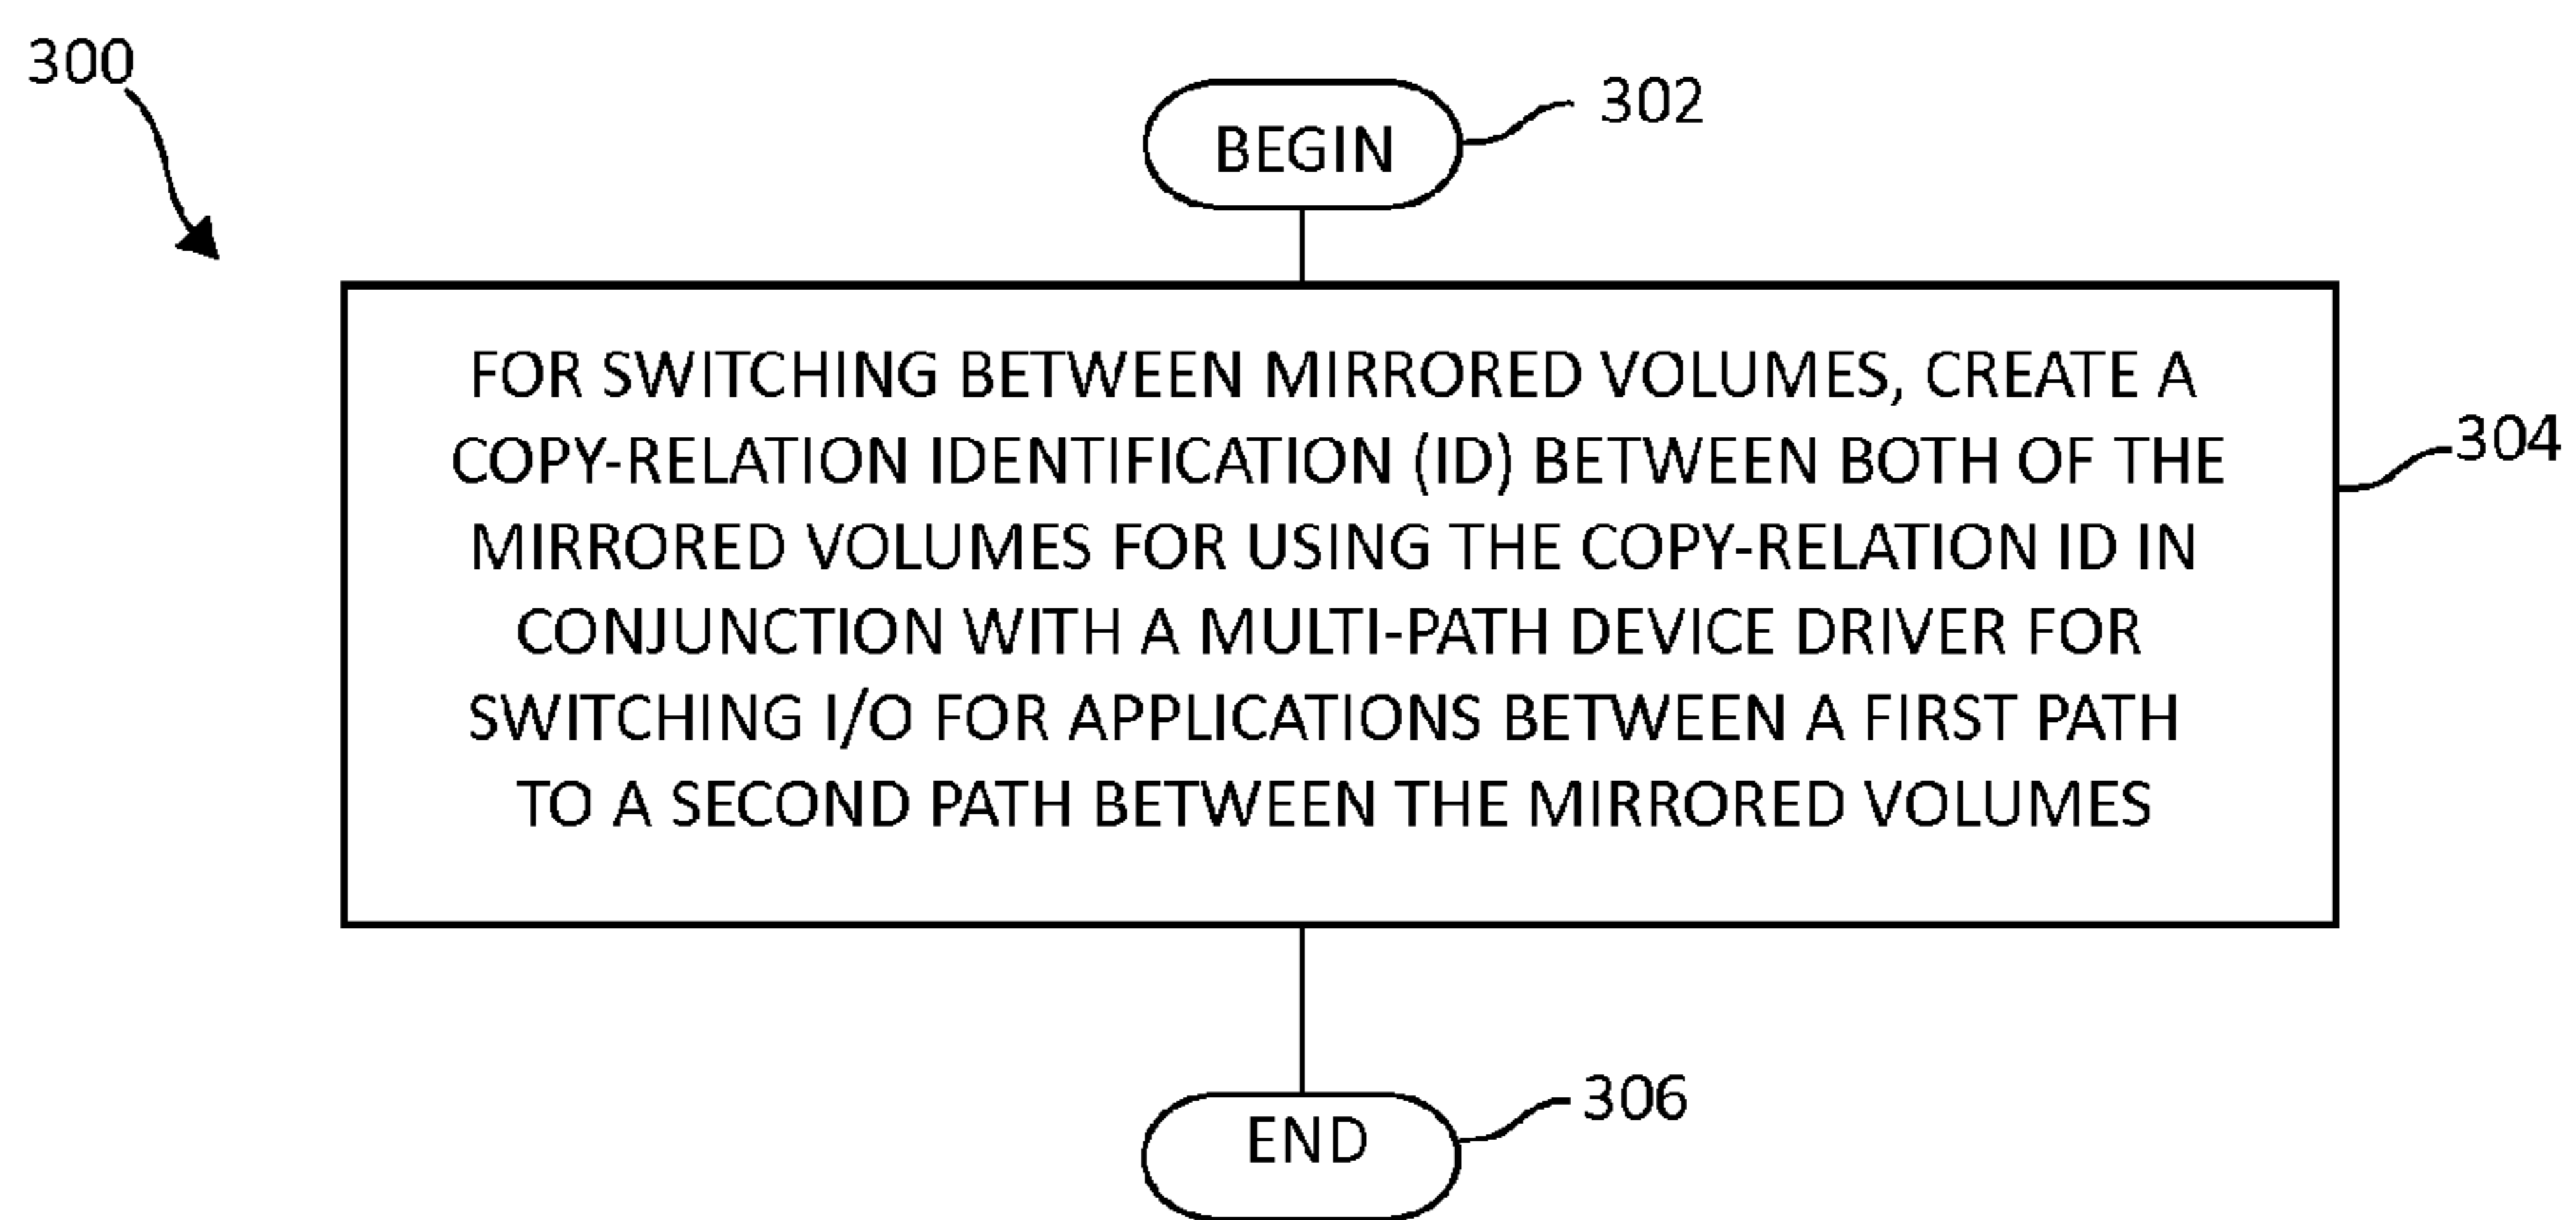 300
302
BEGIN
FOR SWITCHING BETWEEN MIRRORED VOLUMES, CREATE A
COPY-RELATION IDENTIFICATION (ID) BETWEEN BOTH OF THE
MIRRORED VOLUMES FOR USING THE COPY-RELATION ID IN
CONJUNCTION WITH A MULTI-PATH DEVICE DRIVER FOR
SWITCHING I/O FOR APPLICATIONS BETWEEN A FIRST PATH
TO A SECOND PATH BETWEEN THE MIRRORED VOLUMES
304
306
END